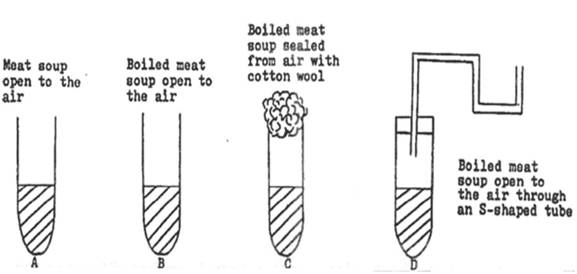 Meat soup
open to the
air
Boiled meat
soup open to
the air
Boiled meat
soup sealed
from air with
cotton wool
Boiled meat
soup open to
the air through
an S-shaped tube
A
B
C
D